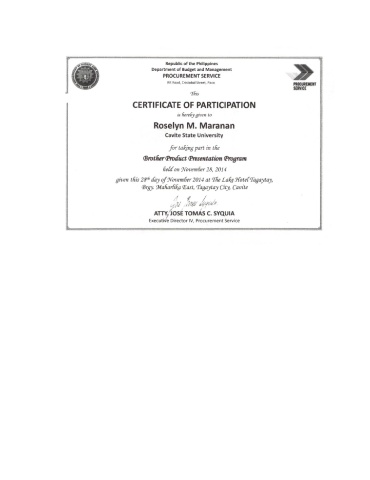 Republic of the Philippines
Department of Budget and Management
PROCUREMENT SERVICE
This
CERTIFICATE OF PARTICIPATION
is hereby given to
Roselyn M. Maranan
Cavite State University
for taking part in the
Brother Product Presentation Program
held on November 28, 2014
given this 28th day of November 2014 at The Lake Hotel Tagaytay,
Brgy. Maharlika East, Tagaytay City, Cavite
ATTY. JOSE TOMAS C. SYQUIA
Executive Director IV, Procurement Service
PROCUREMENT
SERVICE